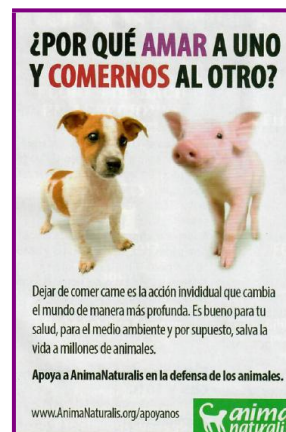 ¿POR QUÉ AMAR A UNO
Y COMERNOS AL OTRO?
Dejar de comer carne es la acción invididual que cambia
el mundo de manera más profunda. Es bueno para tu
salud, para el medio ambiente y por supuesto, salva la
vida a millones de animales.
Apoya a AnimaNaturalis en la defensa de los animales.
www.AnimaNaturalis.org/apoyanos
anima
naturalis